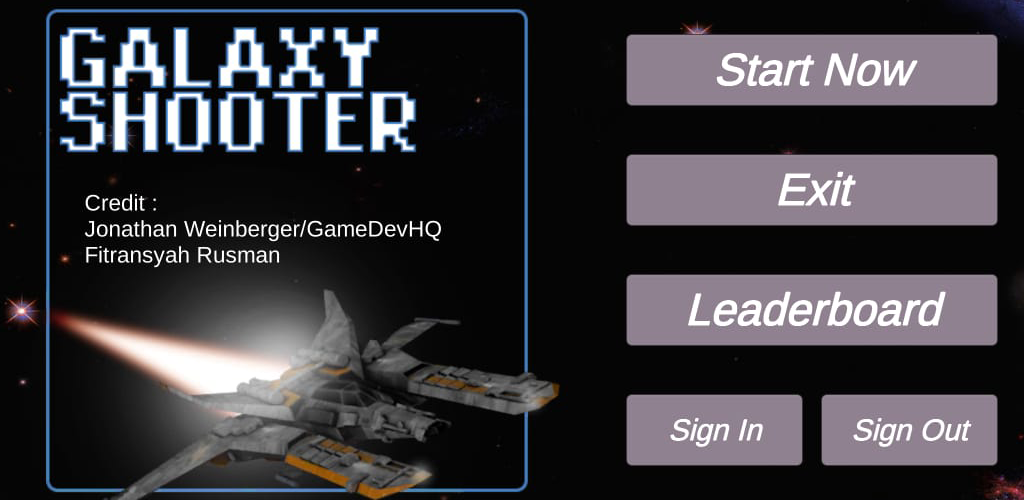 GALAXY
SHOOTER
Credit :
Jonathan Weinberger/GameDevHQ
Fitransyah Rusman
Start Now
Exit
Leaderboard
Sign In
Sign Out